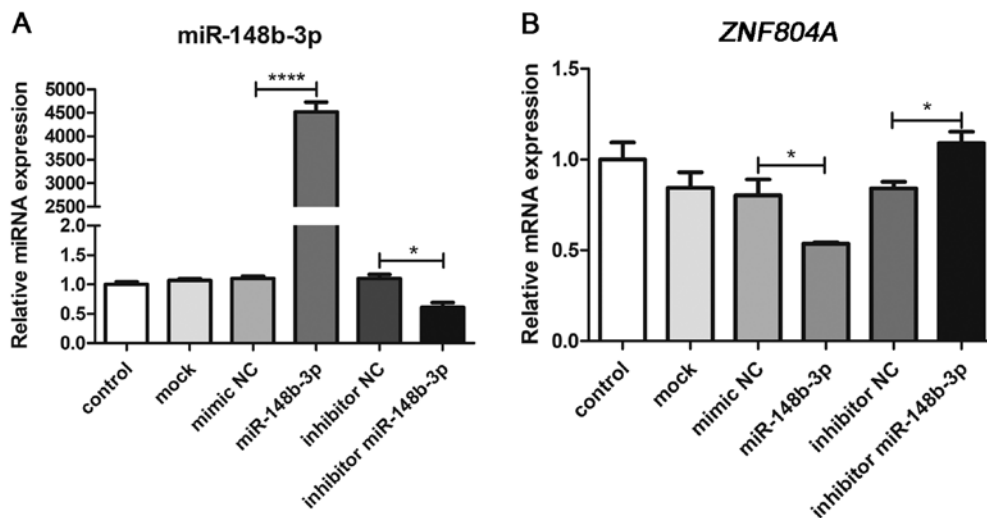 A
miR-148b-3p
Relative miRNA expression
5000
4500
4000
3500
3000
2500
2.0
1.5
1.0
0.5
0.0
****
*
control
mock
mimic NC
miR-148b-3p
inhibitor NC
inhibitor miR-148b-3p
B
ZNF804A
Relative mRNA expression
1.5
1.0
0.5
0.0
*
*
control
mock
mimic NC
miR-148b-3p
inhibitor NC
inhibitor miR-148b-3p